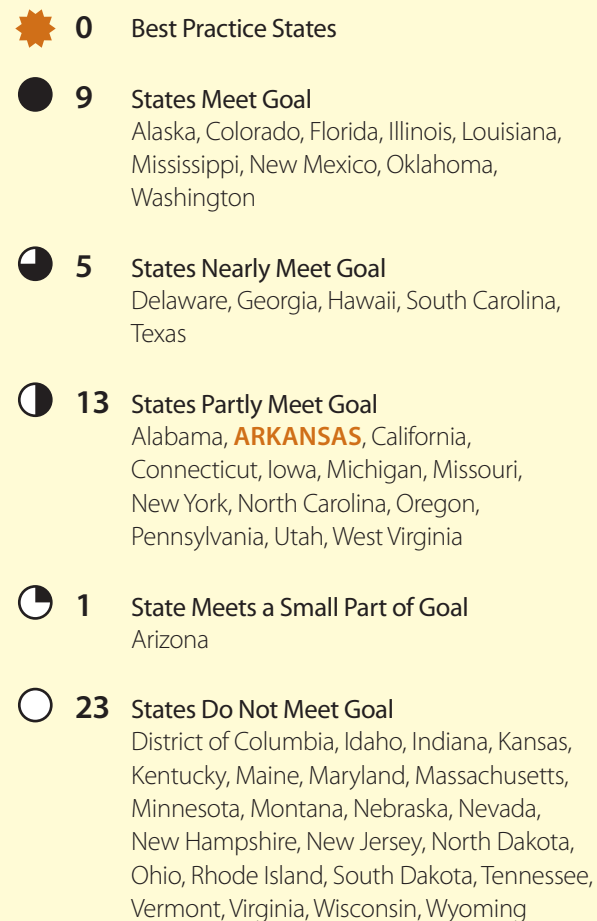 0 Best Practice States
9 States Meet Goal
Alaska, Colorado, Florida, Illinois, Louisiana,
Mississippi, New Mexico, Oklahoma,
Washington
5 States Nearly Meet Goal
Delaware, Georgia, Hawaii, South Carolina,
Texas
13 States Partly Meet Goal
Alabama, ARKANSAS, California,
Connecticut, Iowa, Michigan, Missouri,
New York, North Carolina, Oregon,
Pennsylvania, Utah, West Virginia
1 State Meets a Small Part of Goal
Arizona
23 States Do Not Meet Goal
District of Columbia, Idaho, Indiana, Kansas,
Kentucky, Maine, Maryland, Massachusetts,
Minnesota, Montana, Nebraska, Nevada,
New Hampshire, New Jersey, North Dakota,
Ohio, Rhode Island, South Dakota, Tennessee,
Vermont, Virginia, Wisconsin, Wyoming